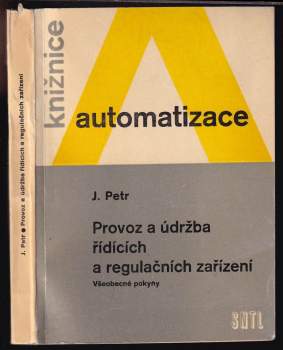 J. Petr ● Provoz a údržba řídících a regulačních zařízení
knižnice
automatizace
J. Petr
Provoz a údržba
řídících
a regulačních zařízení
Všeobecné pokyny
SNTL